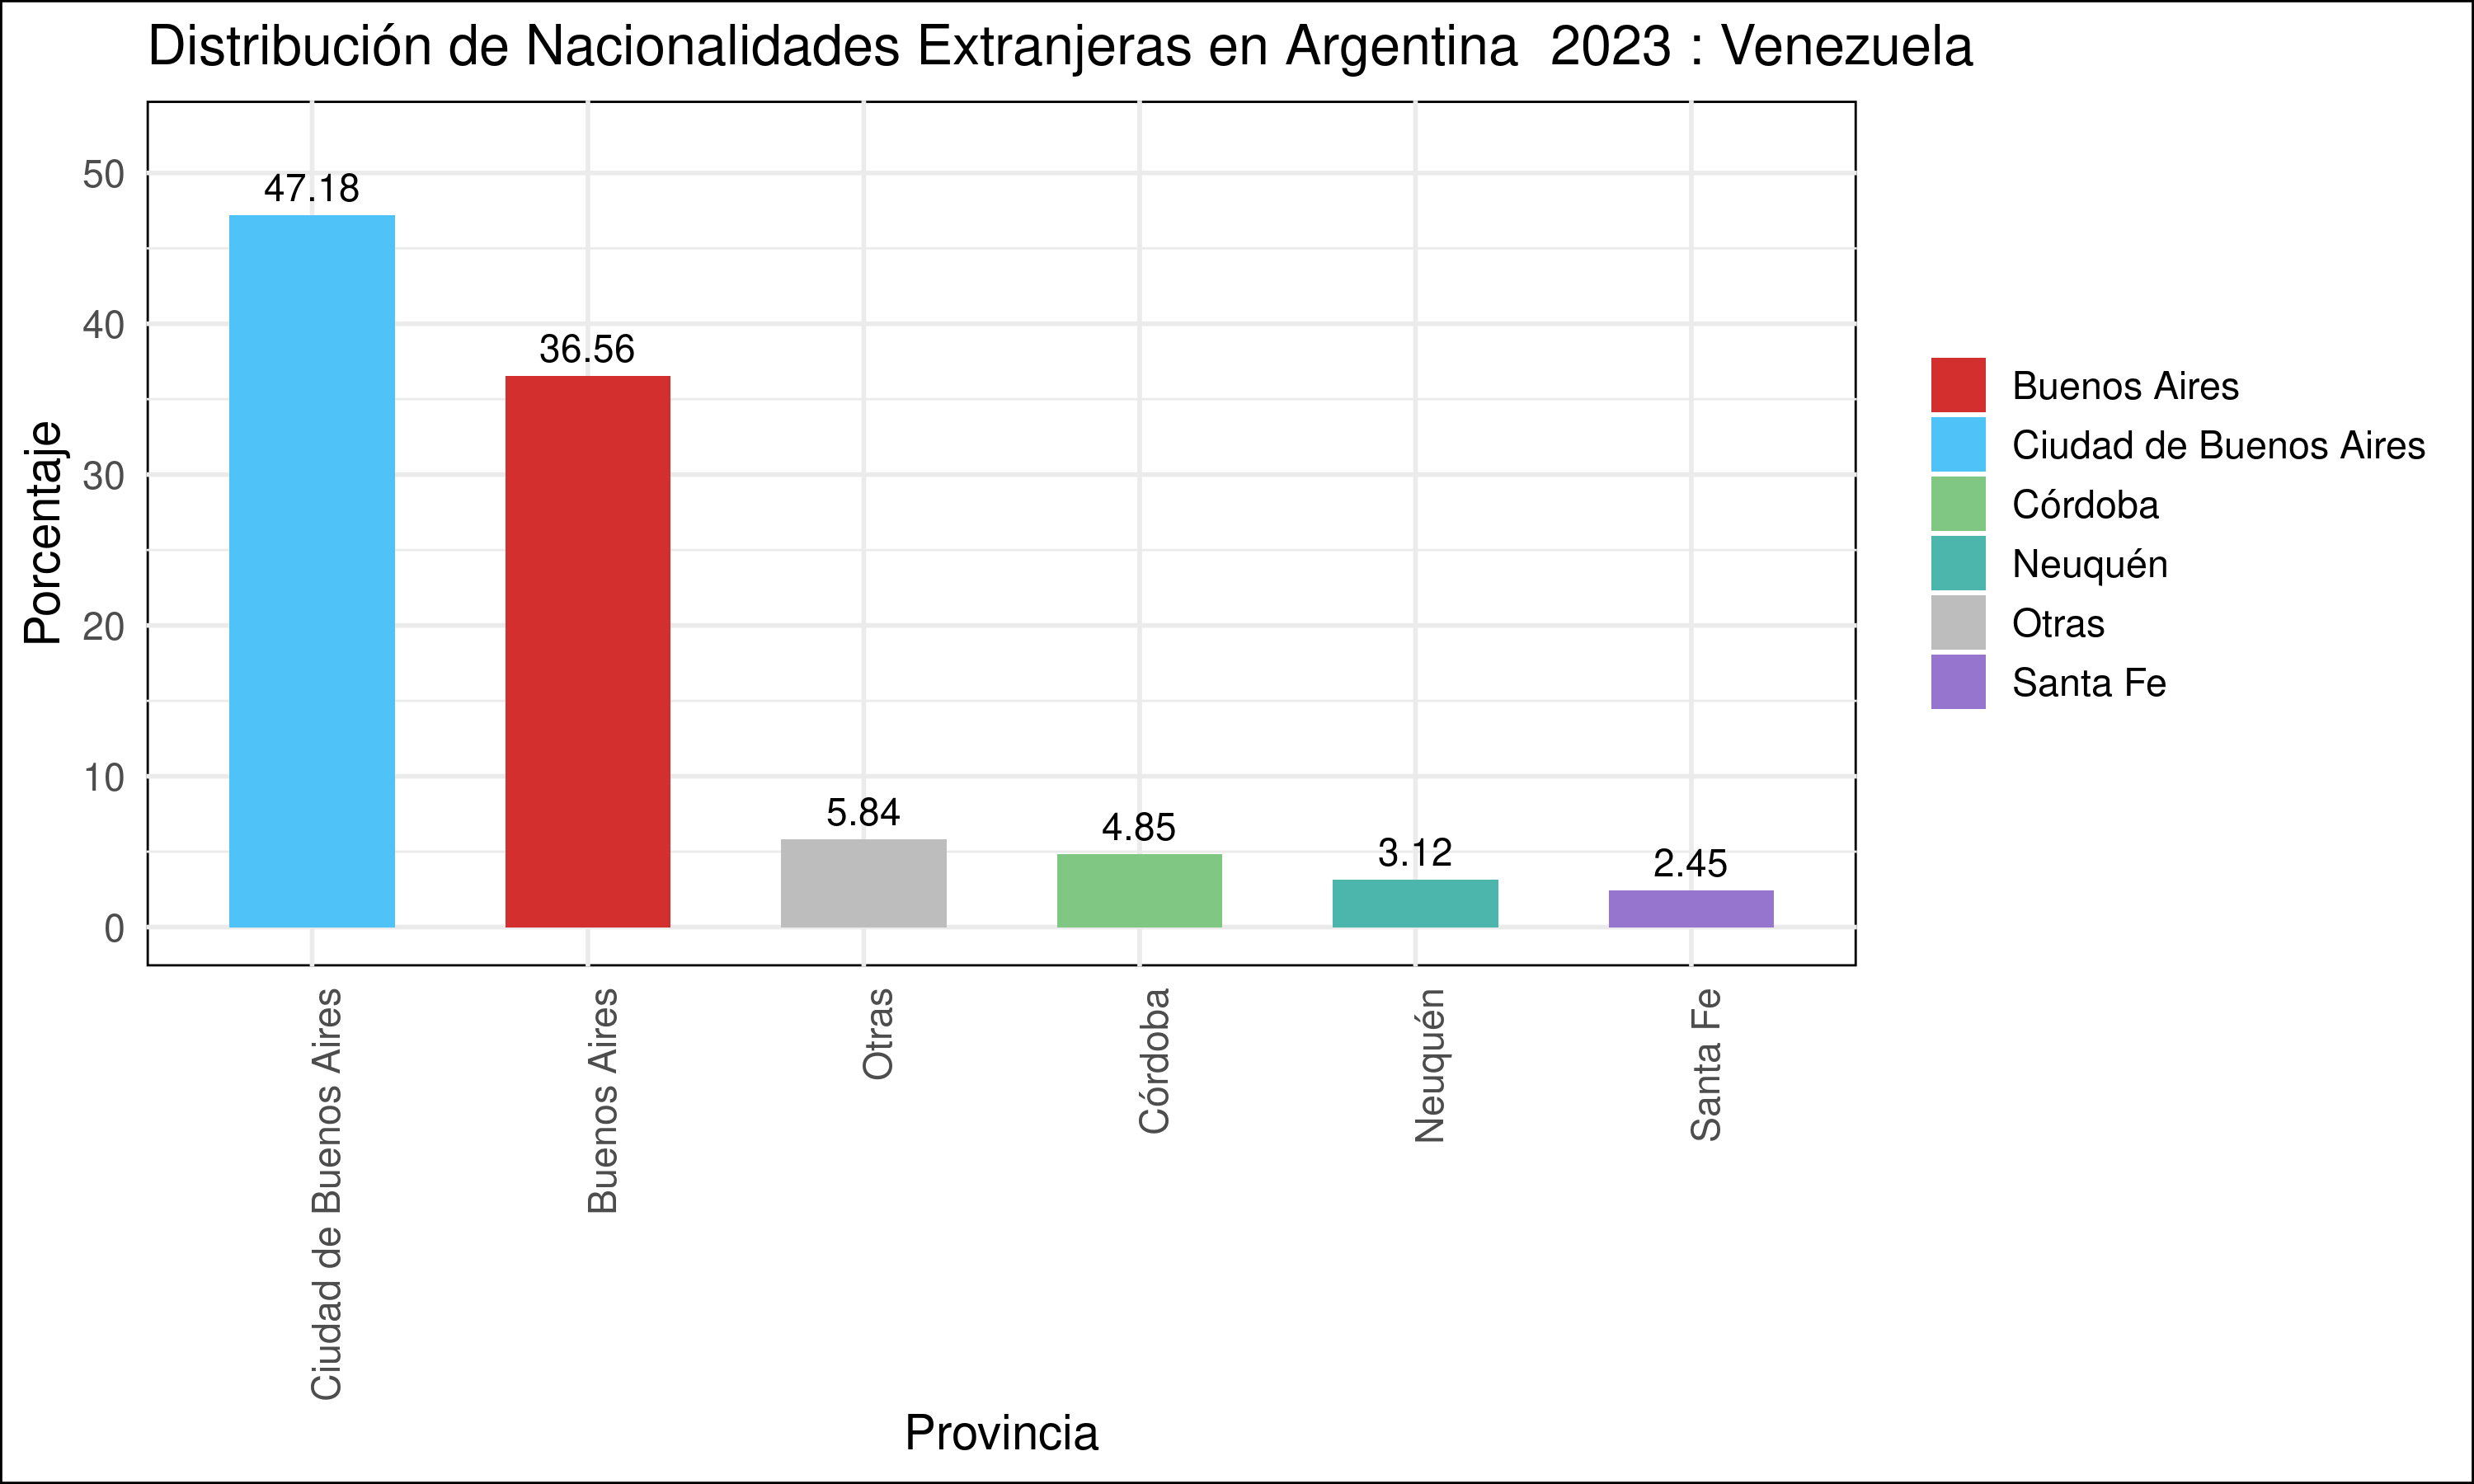 Distribución de Nacionalidades Extranjeras en Argentina  2023 : Venezuela
Porcentaje
50
40
30
20
10
0
47.18
36.56
5.84
4.85
3.12
2.45
Ciudad de Buenos Aires
Buenos Aires
Otras
Córdoba
Neuquén
Santa Fe
Provincia
Buenos Aires
Ciudad de Buenos Aires
Córdoba
Neuquén
Otras
Santa Fe